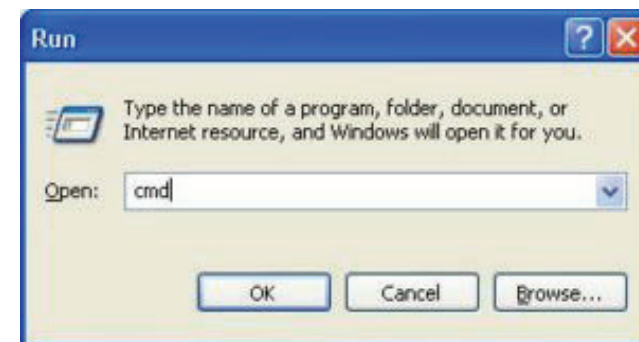 Run
Type the name of a program, folder, document, or
Internet resource, and Windows will open it for you.
Open: cmd
OK Cancel Browse...